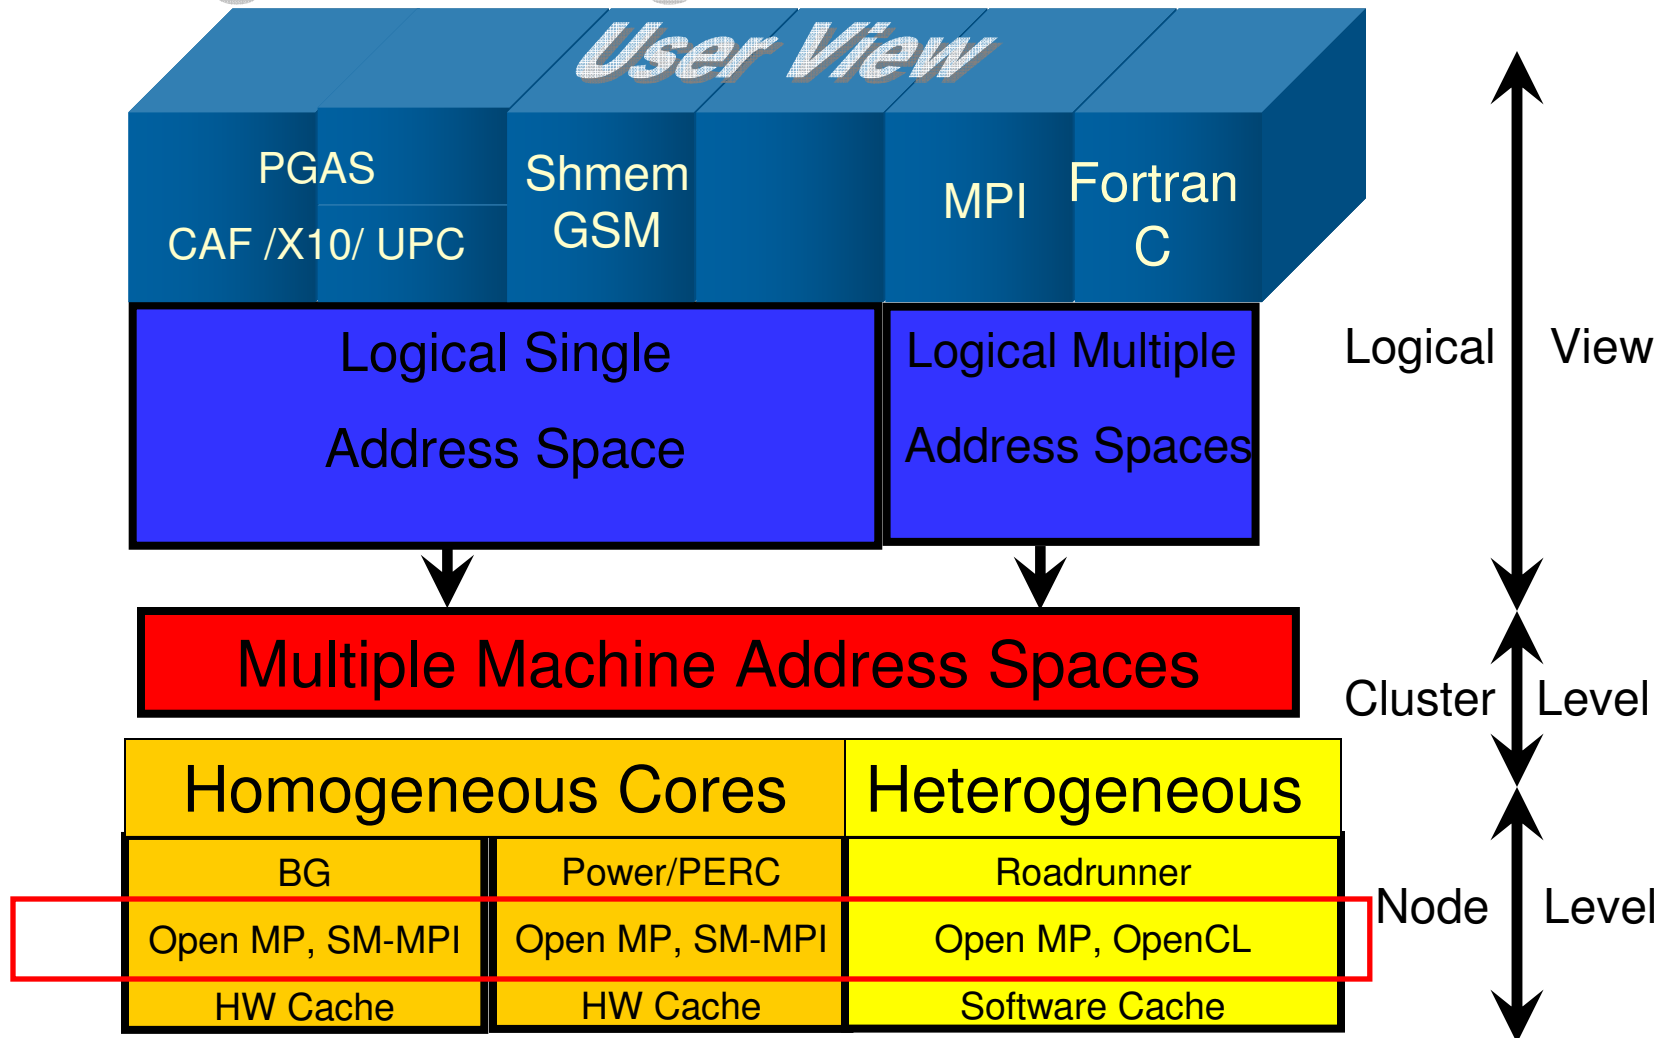 User View
PGAS
CAF /X10/ UPC
Shmem
GSM
MPI
Fortran
C
Logical Single
Address Space
Logical Multiple
Address Spaces
Logical View
Multiple Machine Address Spaces
Cluster Level
Homogeneous Cores
Heterogeneous
BG
Power/PERC
Roadrunner
Node Level
Open MP, SM-MPI
Open MP, SM-MPI
Open MP, OpenCL
HW Cache
HW Cache
Software Cache